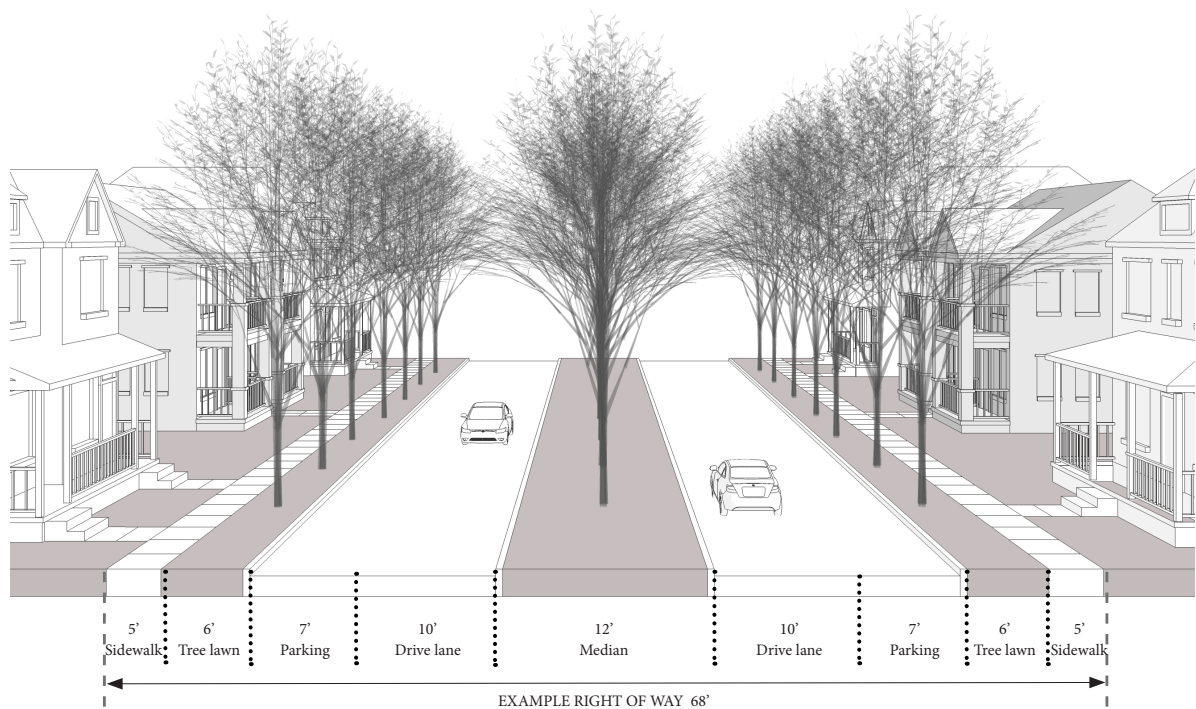 5’ 6’ 7’ 10’ 12’ 10’ 7’ 6’ 5’
Sidewalk Tree lawn Parking Drive lane Median Drive lane Parking Tree lawn Sidewalk
EXAMPLE RIGHT OF WAY 68’